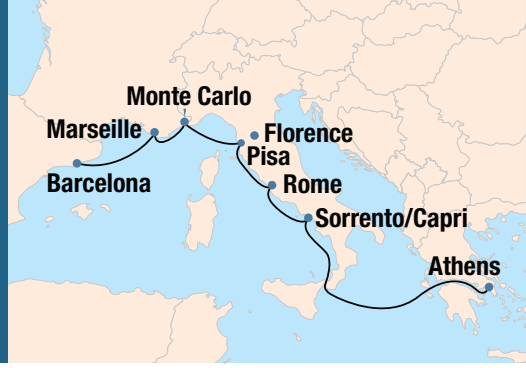 Monte Carlo
Marseille
Florence
Pisa
Barcelona
Rome
Sorrento/Capri
Athens